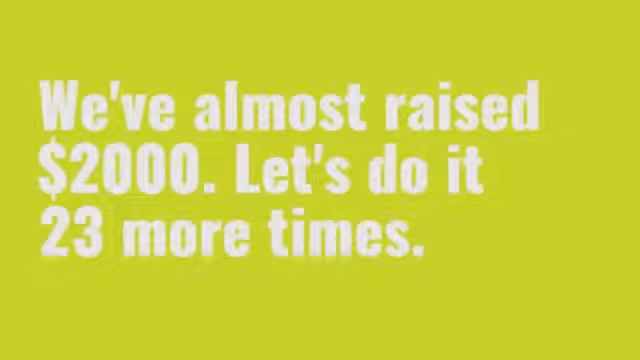 We've almost raised
$2000. Let's do it
23 more times.